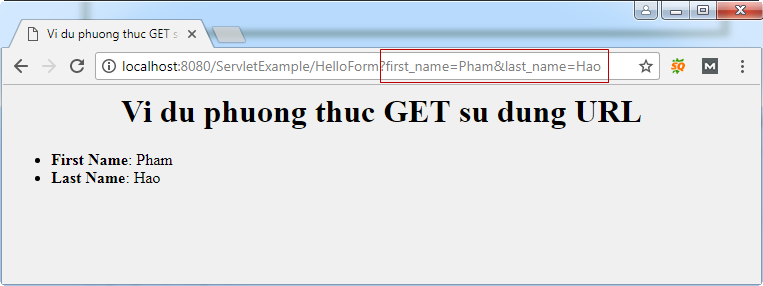 Vi du phuong thuc GET s
localhost:8080/ServletExample/HelloForm?first_name=Pham&last_name=Hao
SQ
M
Vi du phuong thuc GET su dung URL
First Name: Pham
Last Name: Hao